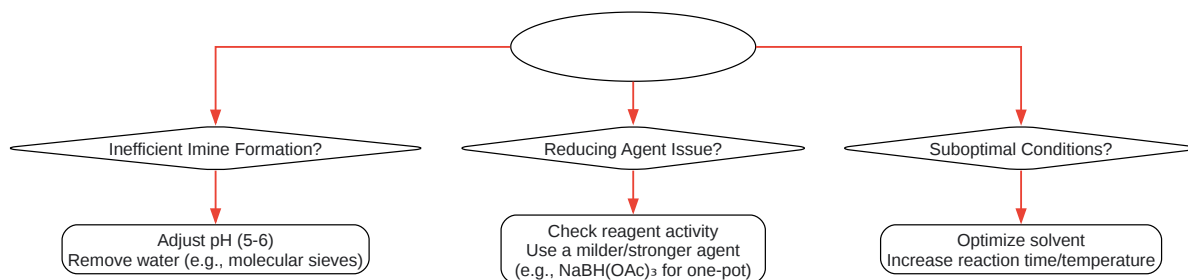 Inefficient Imine Formation?
Reducing Agent Issue?
Suboptimal Conditions?
Adjust pH (5-6)
Remove water (e.g., molecular sieves)
Check reagent activity
Use a milder/stronger agent
(e.g., NaBH(OAc)₃ for one-pot)
Optimize solvent
Increase reaction time/temperature